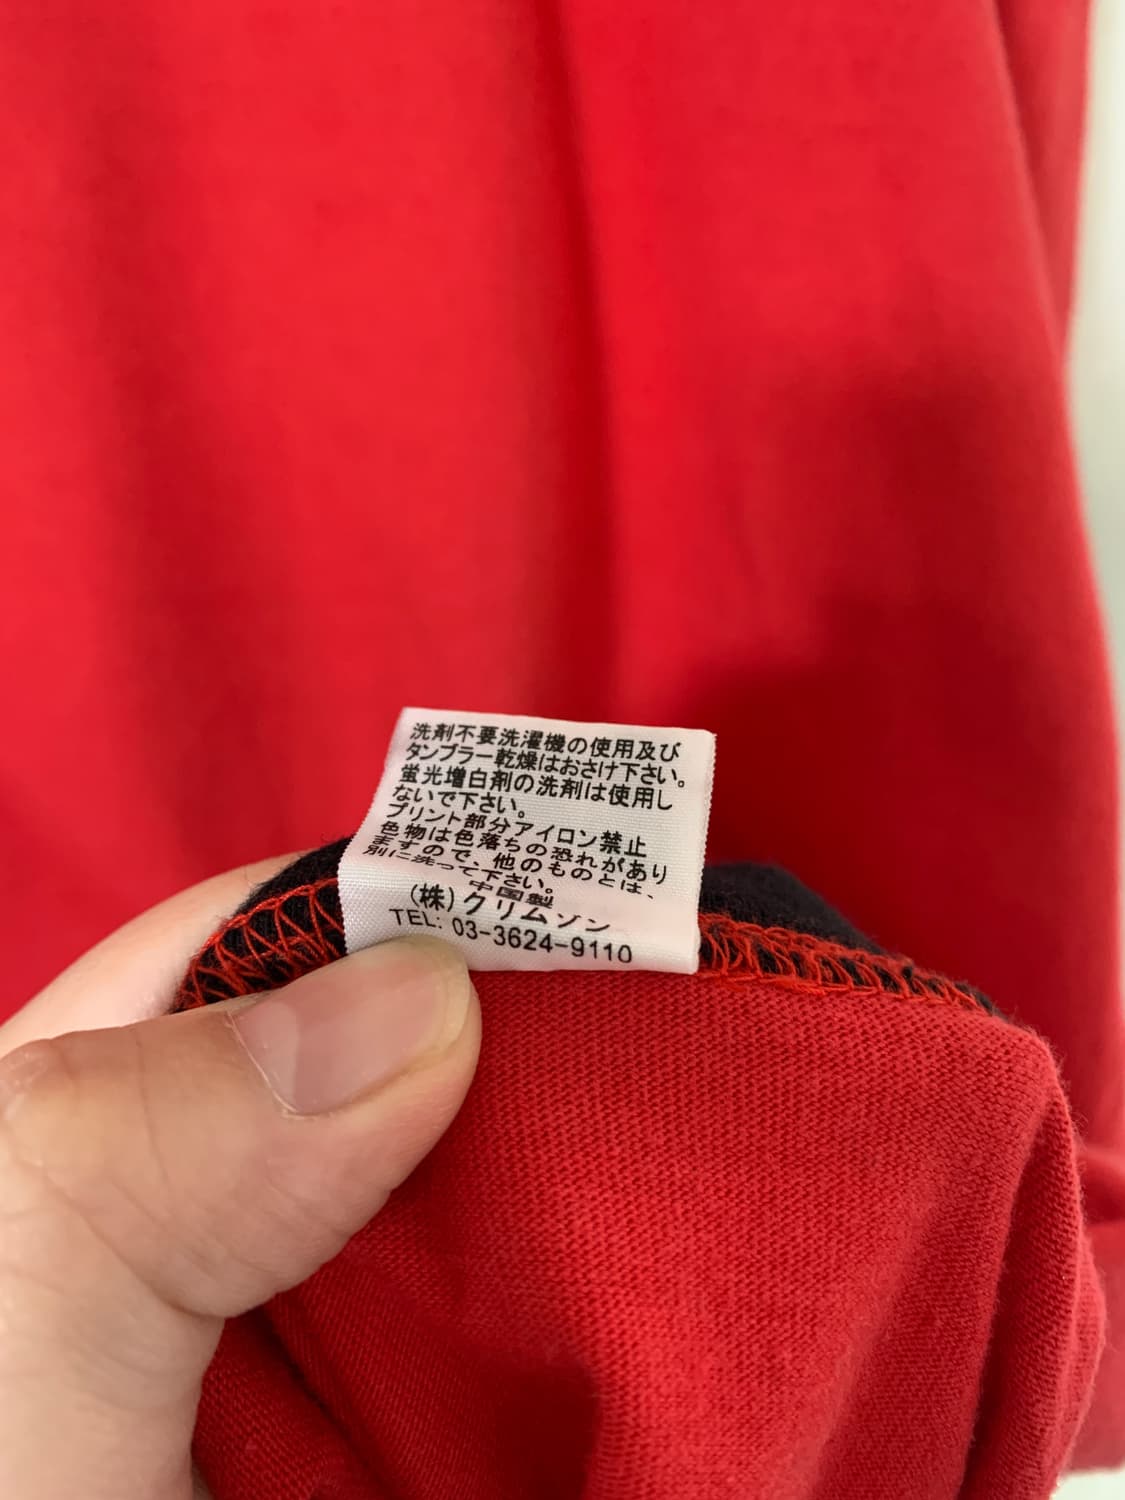 洗剤不要洗濯機の使用及び
タンブラー乾燥はおさけ下さい。
蛍光増白剤の洗剤は使用し
ないで下さい。
プリント部分アイロン禁止
色物は色落ちの恐れがあり
ますので、他のものとは、
別に洗って下さい。
中国製
(株)クリムゾン
TEL: 03-3624-9110